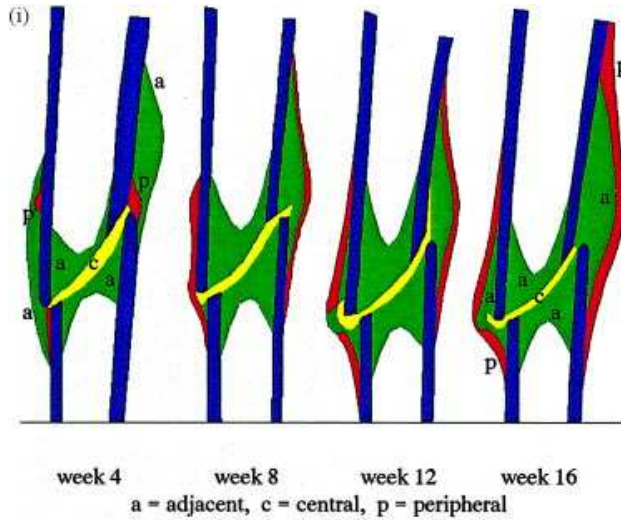 (i)
a
p
p
p
a
a
c
a
a
a
a
c
a
a
p
week 4 week 8 week 12 week 16
a = adjacent, c = central, p = peripheral